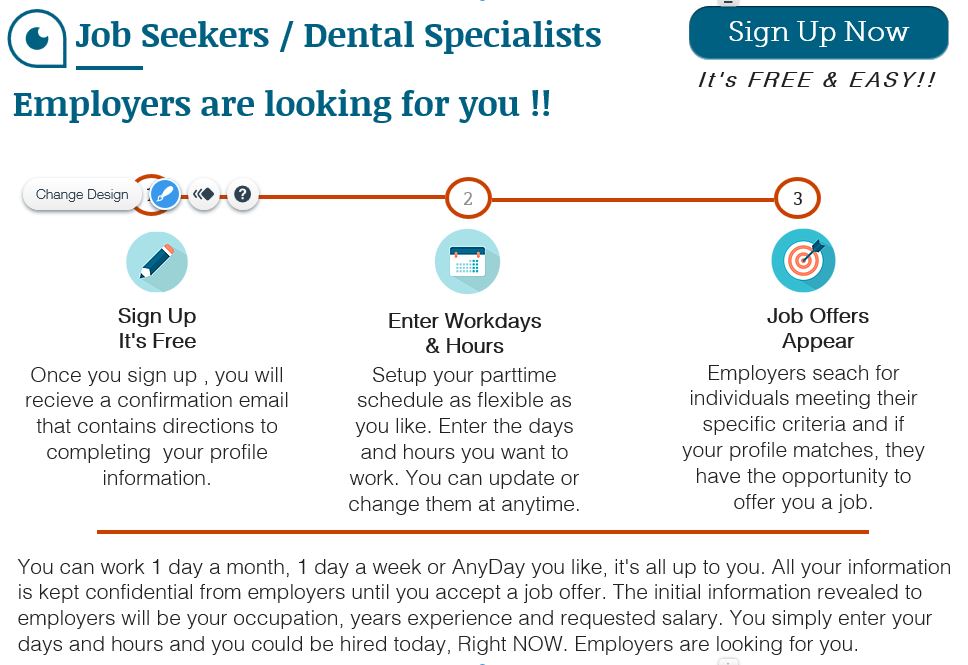 Job Seekers / Dental Specialists
Sign Up Now
It's FREE & EASY!!
Employers are looking for you !!
Change Design
?
2
3
Sign Up
It's Free
Once you sign up , you will
recieve a confirmation email
that contains directions to
completing  your profile
information.
Enter Workdays
& Hours
Setup your parttime
schedule as flexible as
you like. Enter the days
and hours you want to
work. You can update or
change them at anytime.
Job Offers
Appear
Employers seach for
individuals meeting their
specific criteria and if
your profile matches, they
have the opportunity to
offer you a job.
You can work 1 day a month, 1 day a week or AnyDay you like, it's all up to you. All your information
is kept confidential from employers until you accept a job offer. The initial information revealed to
employers will be your occupation, years experience and requested salary. You simply enter your
days and hours and you could be hired today, Right NOW. Employers are looking for you.